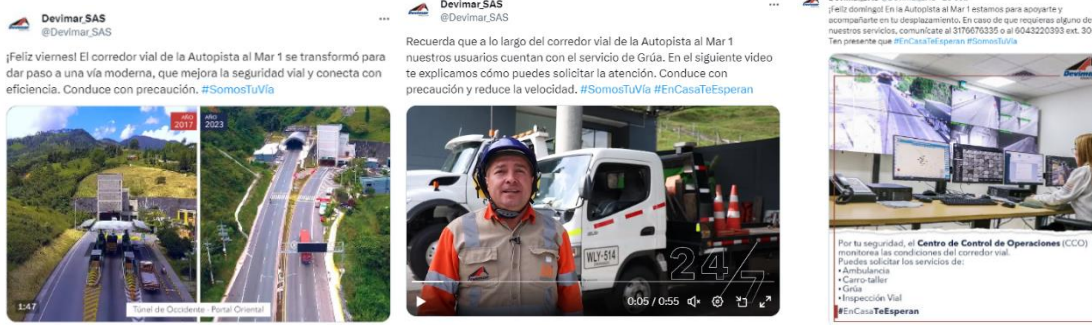 Devimar_SAS
@Devimar_SAS
¡Feliz viernes! El corredor vial de la Autopista al Mar 1 se transformó para
dar paso a una vía moderna, que mejora la seguridad vial y conecta con
eficiencia. Conduce con precaución. #SomosTuVía
AÑO
2017
AÑO
2023
1:47
Túnel de Occidente - Portal Oriental
Devimar_SAS
@Devimar_SAS
Recuerda que a lo largo del corredor vial de la Autopista al Mar 1
nuestros usuarios cuentan con el servicio de Grúa. En el siguiente video
te explicamos cómo puedes solicitar la atención. Conduce con
precaución y reduce la velocidad. #SomosTuVía #EnCasaTeEsperan
WLY-514
24/7
0:05 / 0:55
¡Feliz domingo! En la Autopista al Mar 1 estamos para apoyarte y
acompañarte en tu desplazamiento. En caso de que requieras alguno de
nuestros servicios, comunícate al 3176676335 o al 6043220393 ext. 30
Ten presente que #EnCasaTeEsperan #SomosTuVía
Devimar
Por tu seguridad, el Centro de Control de Operaciones (CCO)
monitorea las condiciones del corredor vial.
Puedes solicitar los servicios de:
•Ambulancia
•Carro-taller
•Grúa
•Inspección Vial
#EnCasaTeEsperan